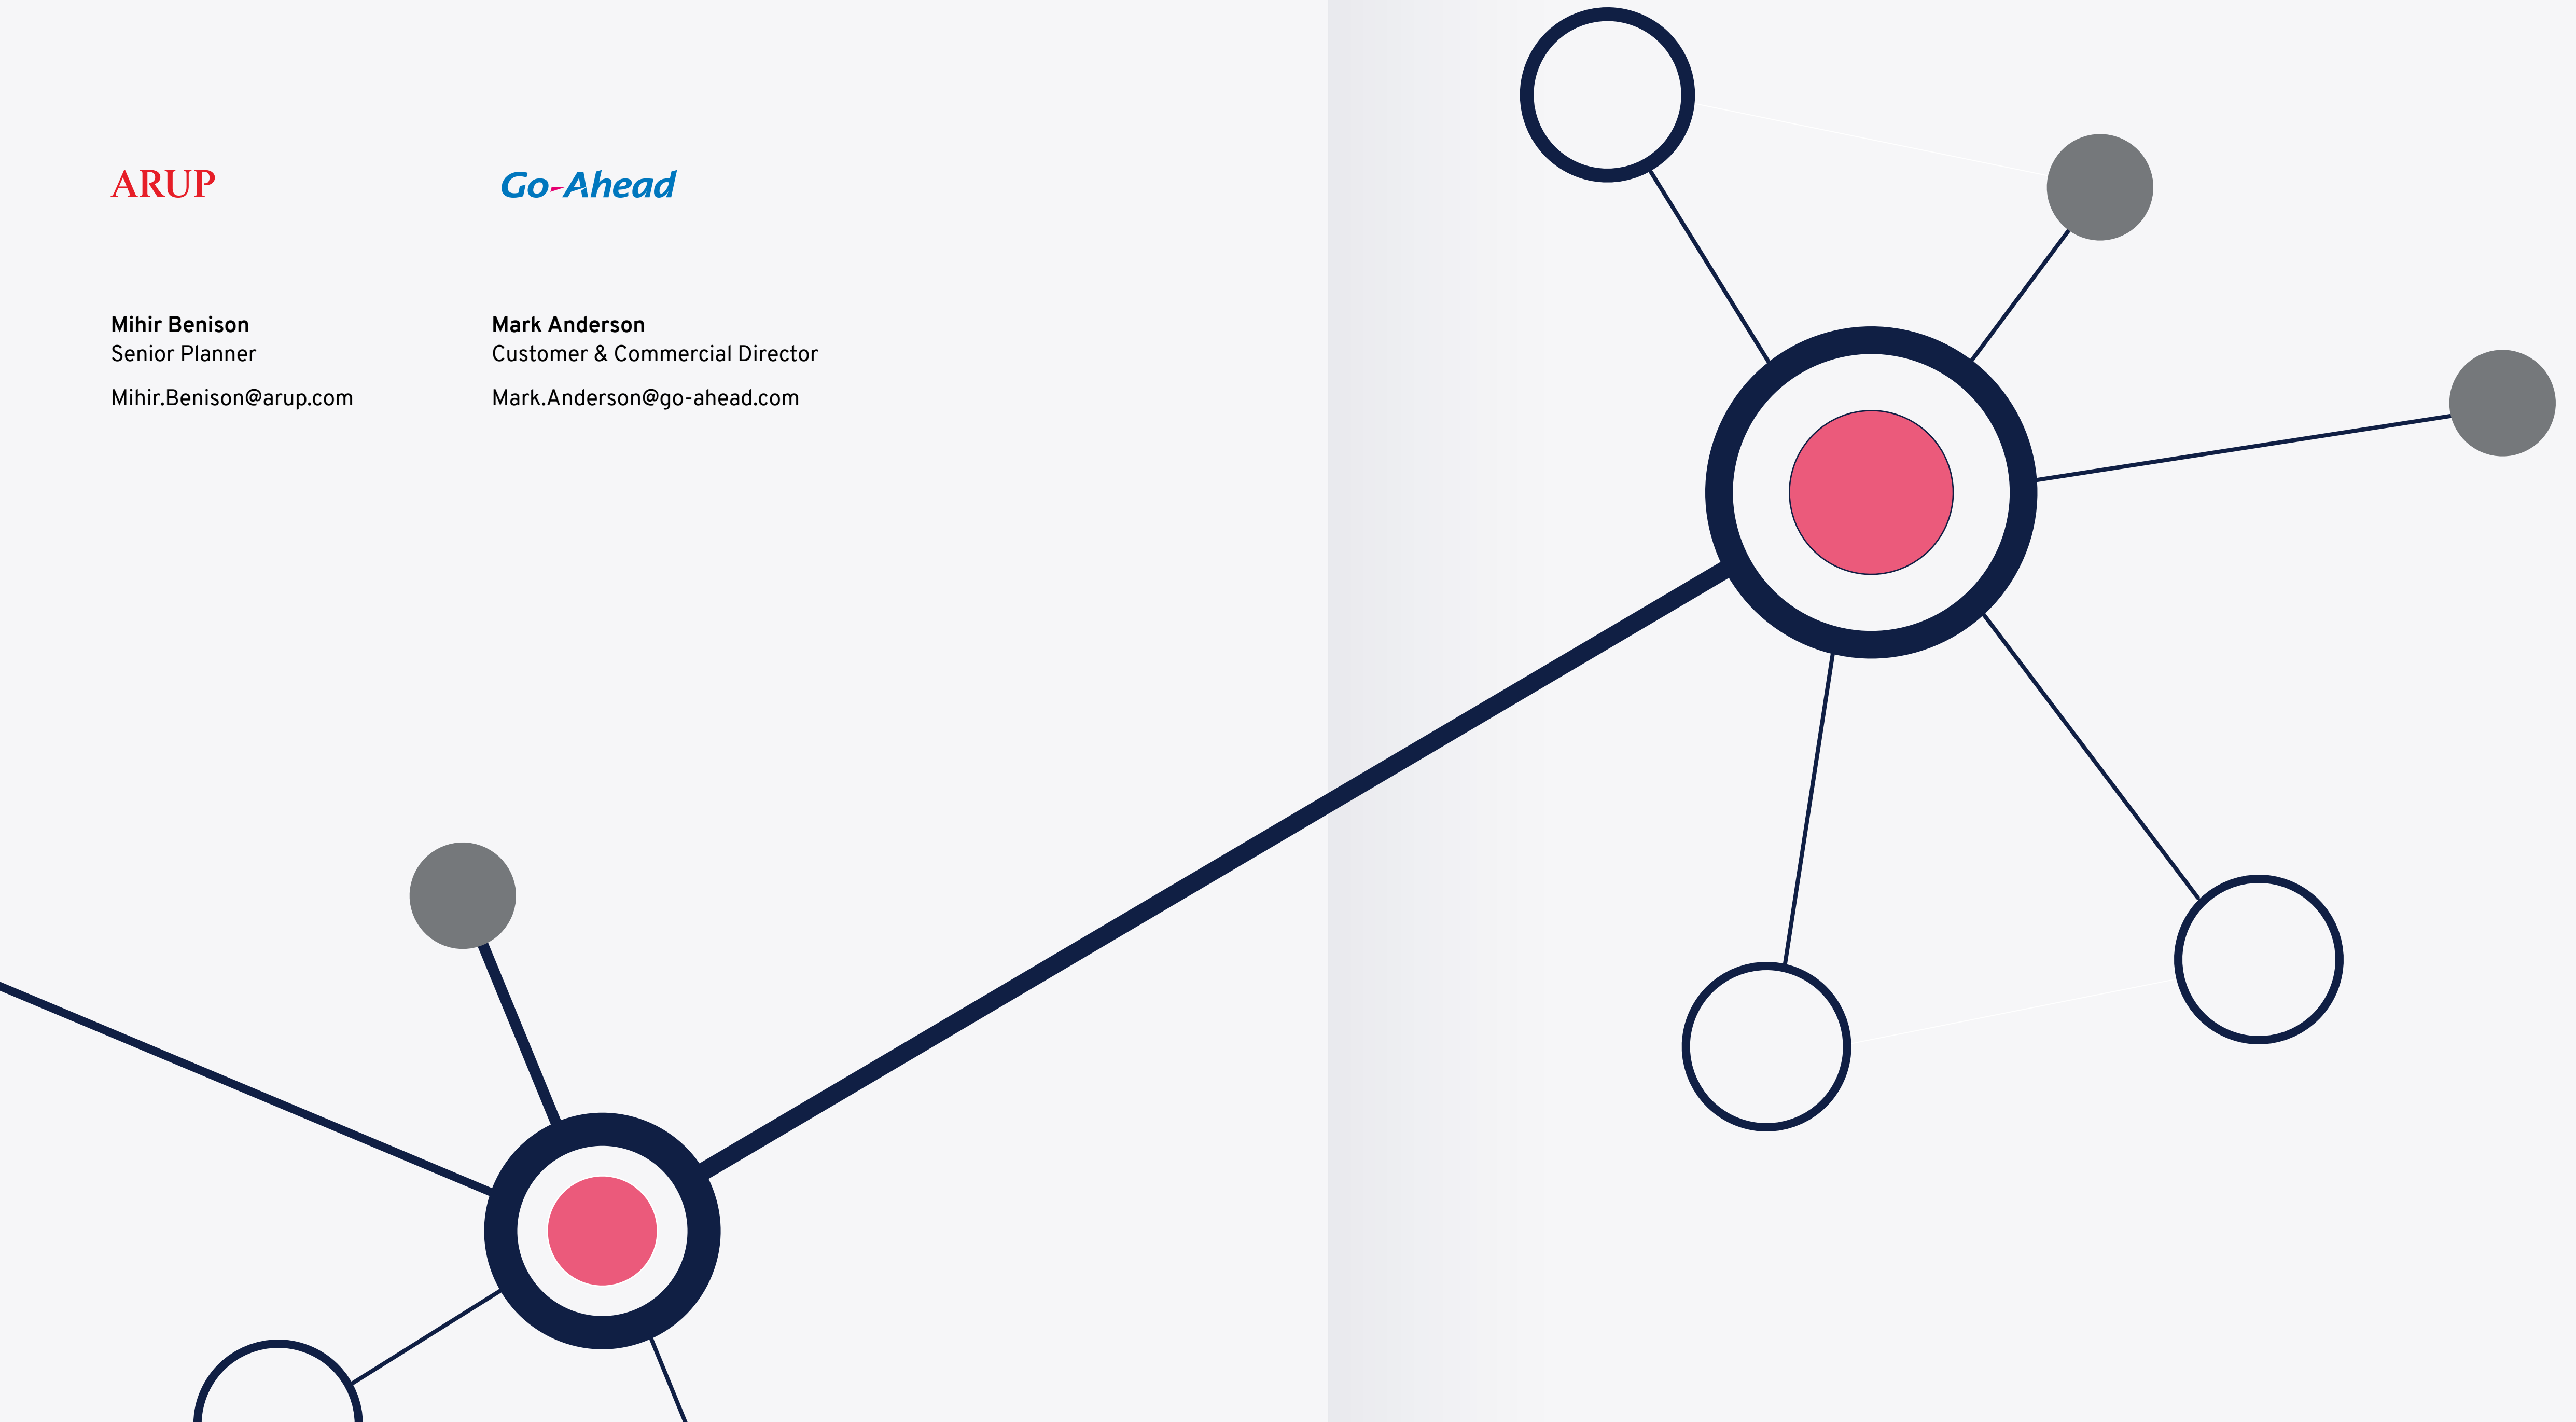 ARUP
Go-Ahead
Mihir Benison
Senior Planner
Mihir.Benison@arup.com
Mark Anderson
Customer & Commercial Director
Mark.Anderson@go-ahead.com